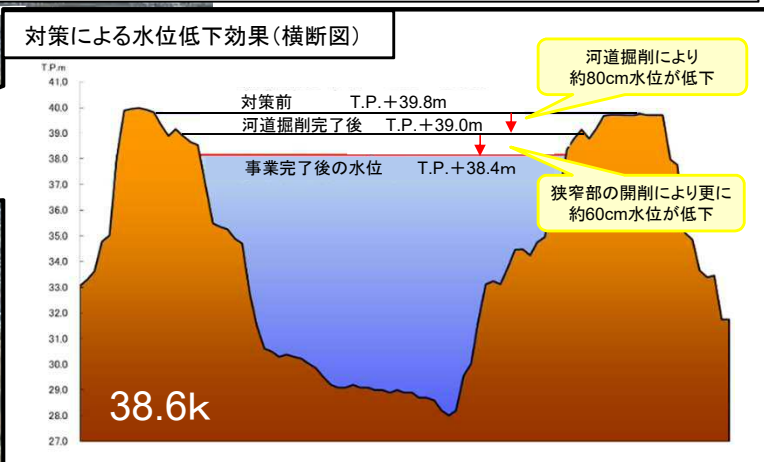 対策による水位低下効果(横断図)
T.P.m
41.0
40.0
39.0
38.0
37.0
36.0
35.0
34.0
33.0
32.0
31.0
30.0
29.0
28.0
27.0
対策前 T.P.+39.8m
河道掘削完了後 T.P.+39.0m
事業完了後の水位 T.P.+38.4m
河道掘削により
約80cm水位が低下
狭窄部の開削により更に
約60cm水位が低下
38.6k